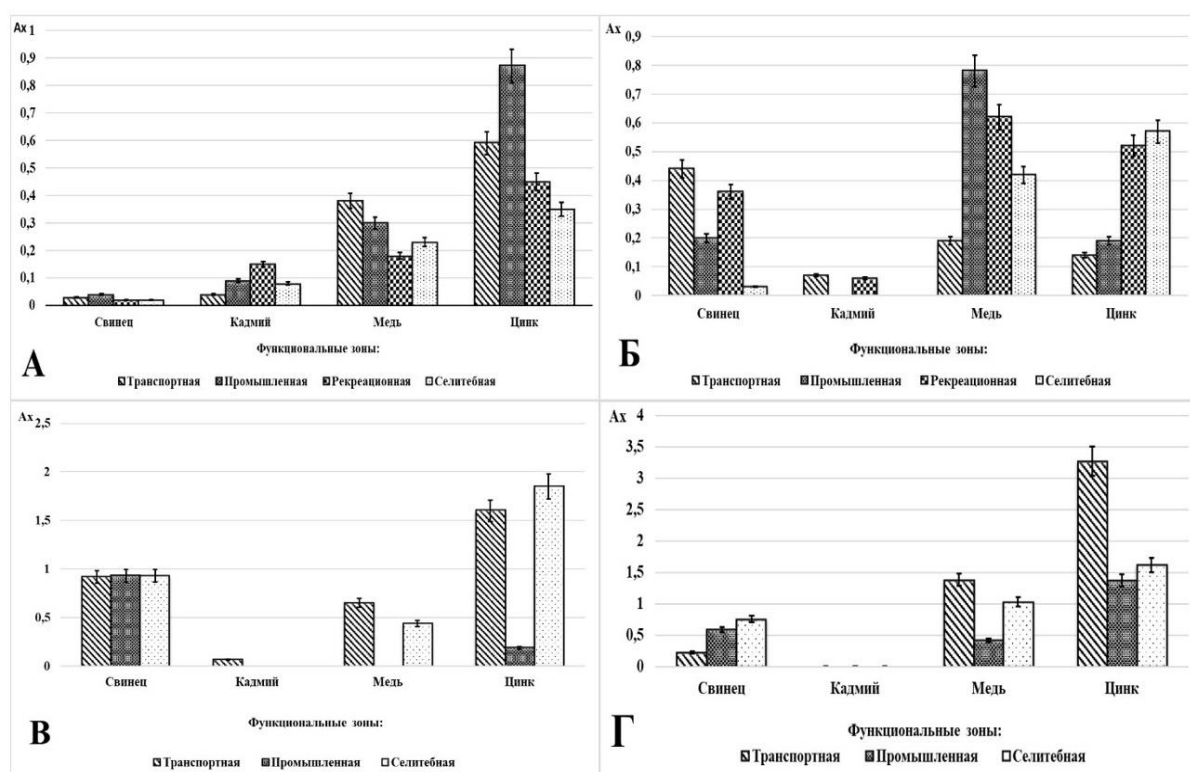 Ax 1
0,9
0,8
0,7
0,6
0,5
0,4
0,3
0,2
0,1
0
Свинец Кадмий Медь Цинк
Функциональные зоны:
А
Транспортная Промышленная Рекреационная Селитебная
Ax
0,9
0,8
0,7
0,6
0,5
0,4
0,3
0,2
0,1
0
Свинец Кадмий Медь Цинк
Функциональные зоны:
Б
Транспортная Промышленная Рекреационная Селитебная
Ax
2,5
2
1,5
1
0,5
0
Свинец Кадмий Медь Цинк
Функциональные зоны:
В
Транспортная Промышленная Селитебная
Ax 4
3,5
3
2,5
2
1,5
1
0,5
0
Свинец Кадмий Медь Цинк
Функциональные зоны:
Г
Транспортная Промышленная Селитебная